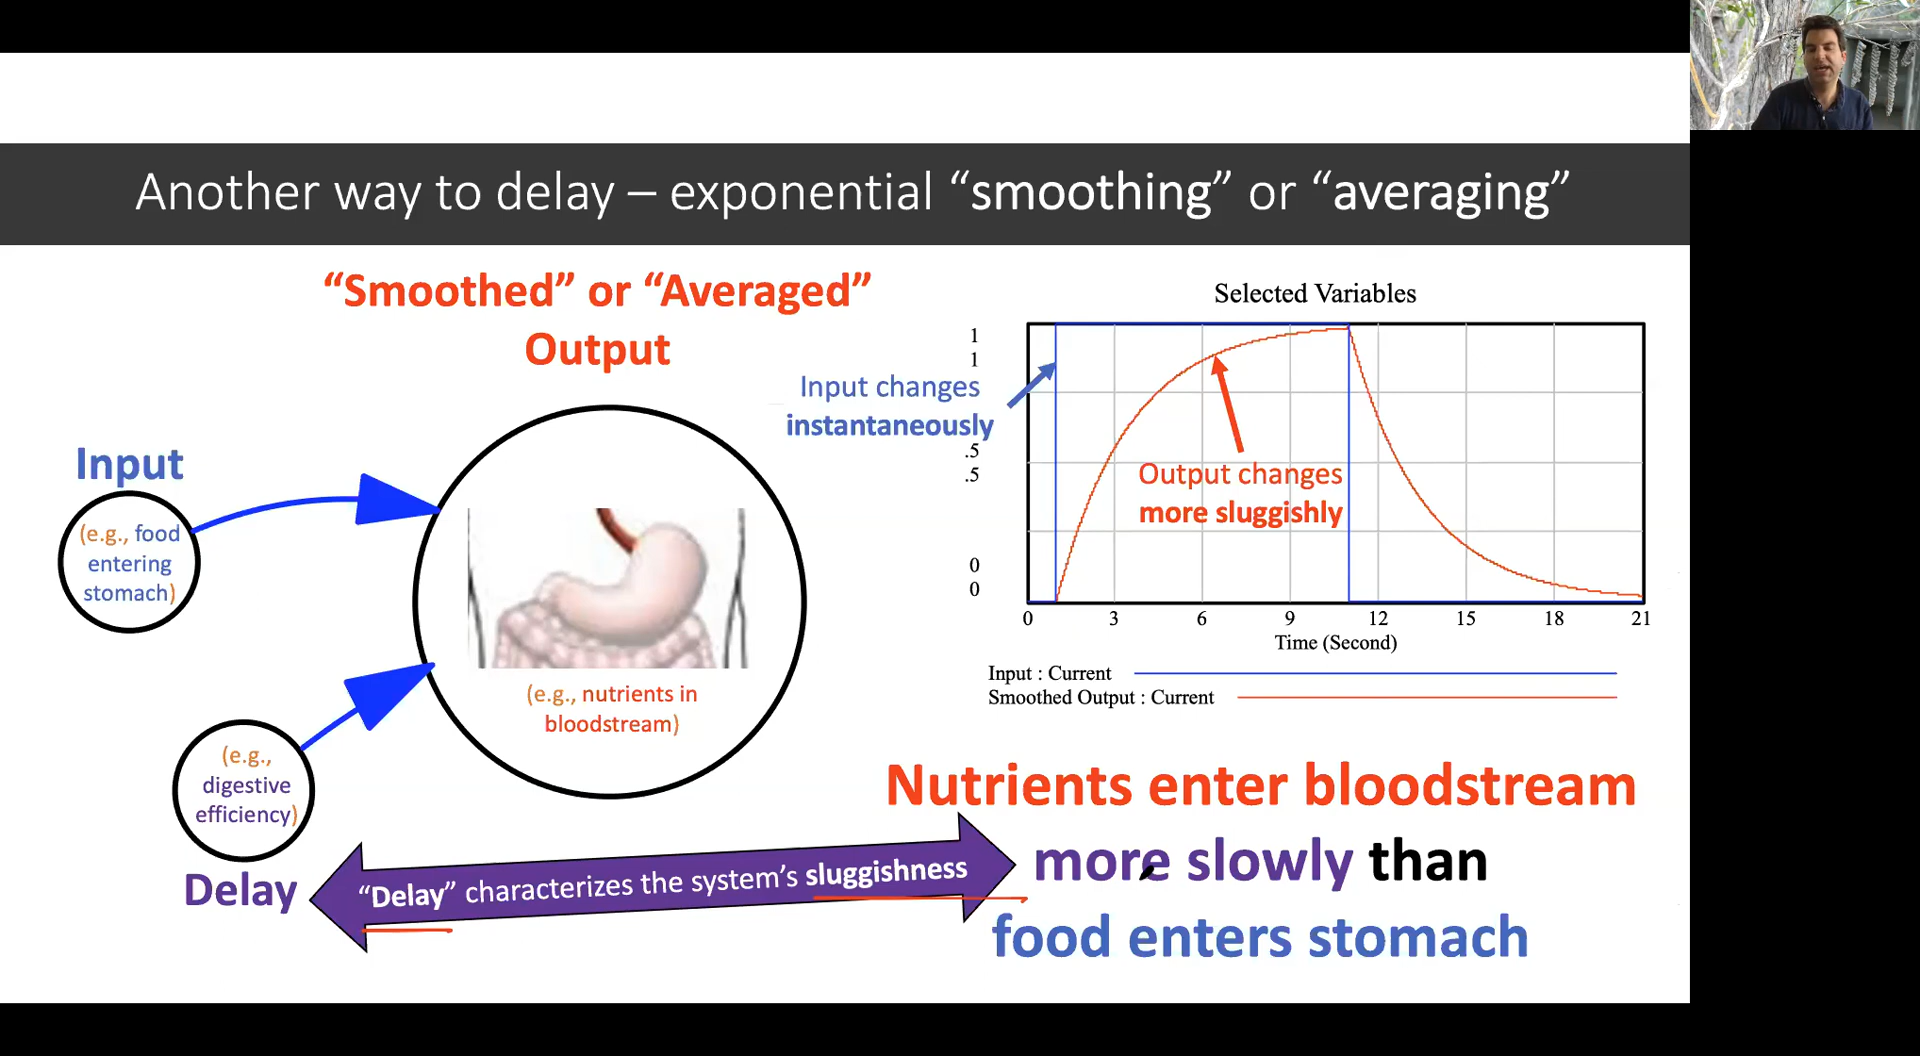 Another way to delay – exponential “smoothing” or “averaging”
“Smoothed” or “Averaged”
Output
Input
(e.g., food
entering
stomach)
(e.g., nutrients in
bloodstream)
(e.g.,
digestive
efficiency)
Delay
“Delay” characterizes the system’s sluggishness
Selected Variables
1
1
.5
.5
0
0
Input changes
instantaneously
Output changes
more sluggishly
0 3 6 9 12 15 18 21
Time (Second)
Input : Current
Smoothed Output : Current
Nutrients enter bloodstream
more slowly than
food enters stomach